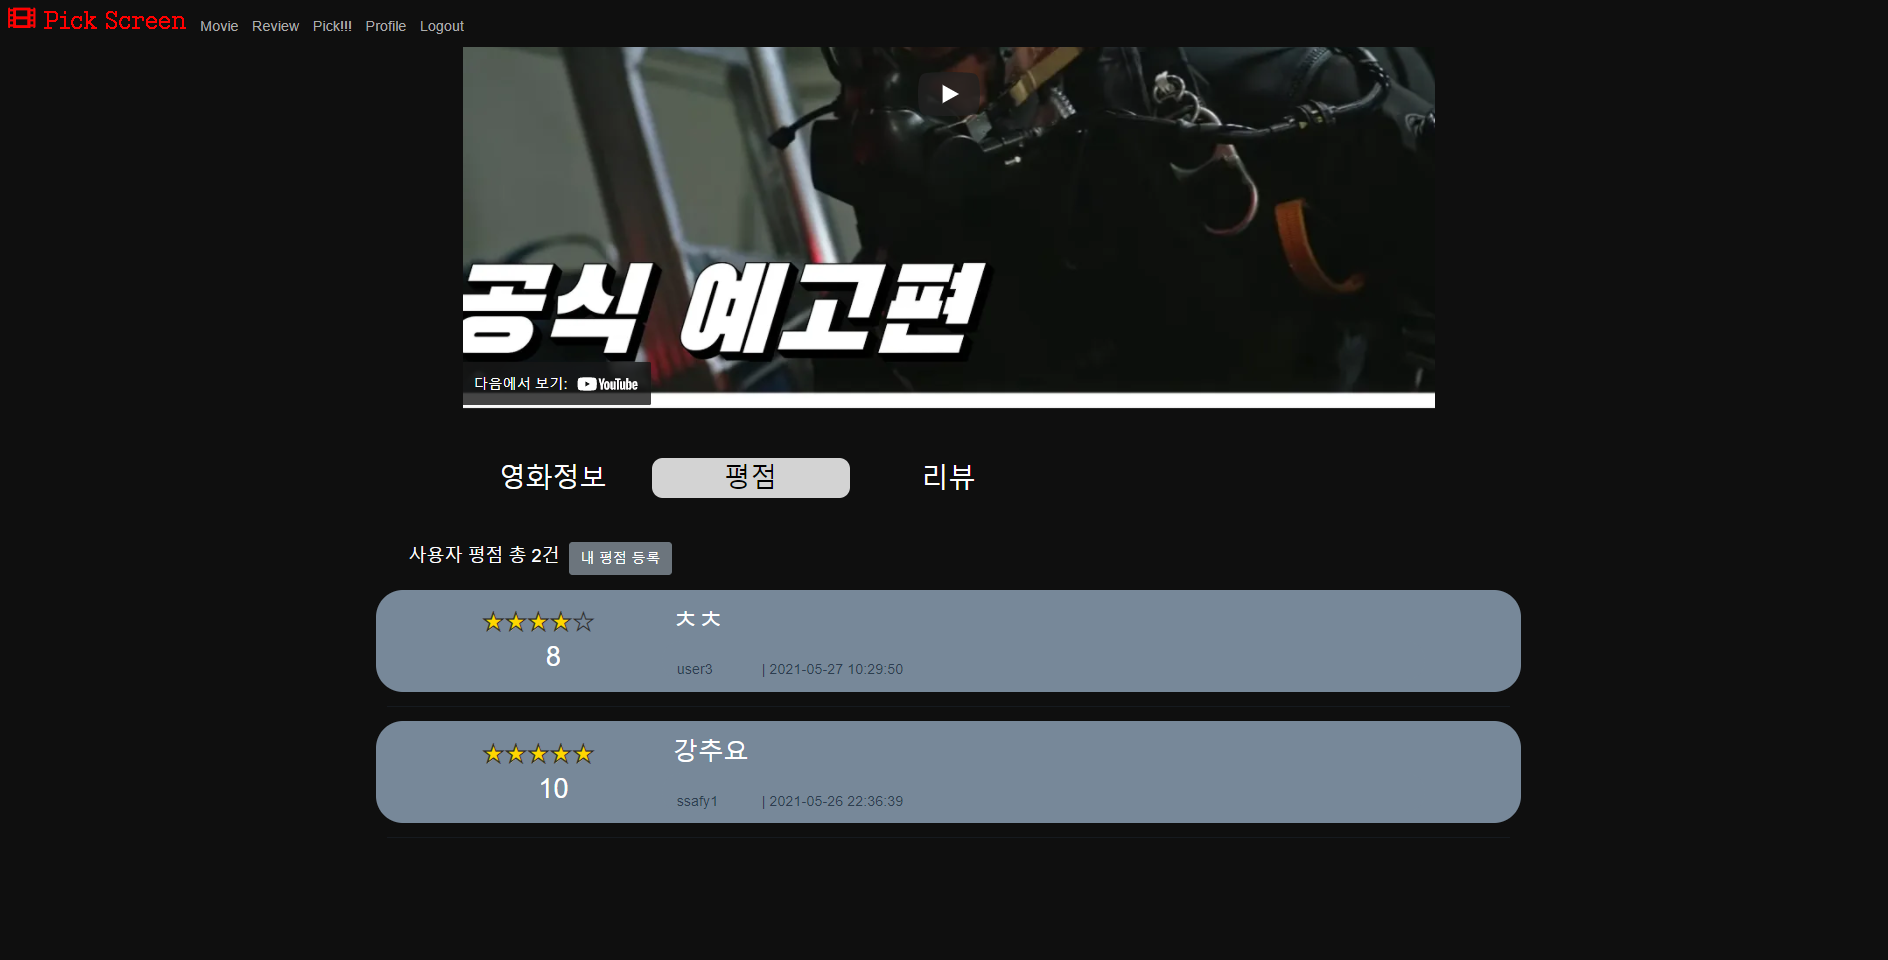 Pick Screen Movie Review Pick!!! Profile Logout
공식 예고편
다음에서 보기: YouTube
영화정보 평점 리뷰
사용자 평점 총 2건 내 평점 등록
ㅊㅊ
8
user3 | 2021-05-27 10:29:50
강추요
10
ssafy1 | 2021-05-26 22:36:39